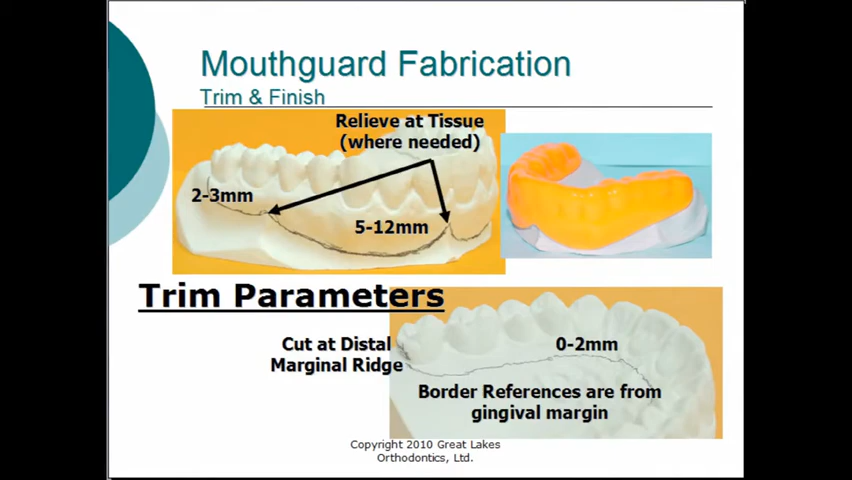 Mouthguard Fabrication
Trim & Finish
Relieve at Tissue
(where needed)
2-3mm
5-12mm
Trim Parameters
Cut at Distal
Marginal Ridge
0-2mm
Border References are from
gingival margin
Copyright 2010 Great Lakes
Orthodontics, Ltd.